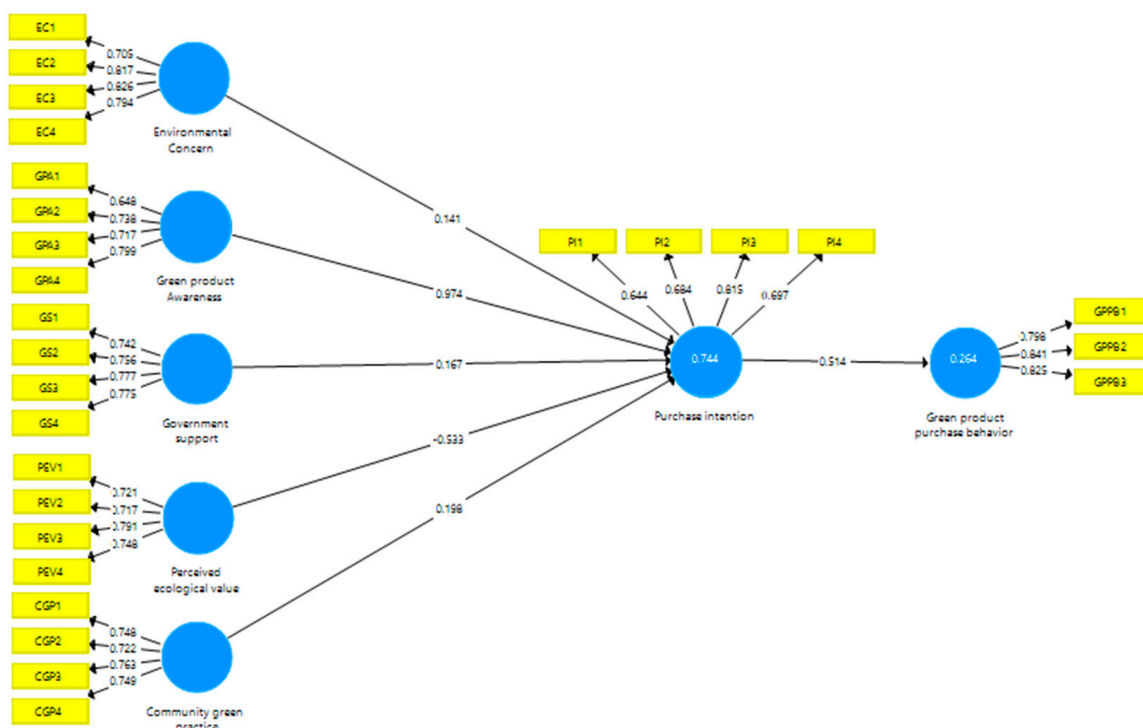 EC1
EC2
EC3
EC4
0.705
0.817
0.826
0.794
Environmental
Concern
GPA1
GPA2
GPA3
GPA4
0.648
0.738
0.717
0.799
Green product
Awareness
GS1
GS2
GS3
GS4
0.742
0.756
0.777
0.775
Government
support
PEV1
PEV2
PEV3
PEV4
0.721
0.717
0.791
0.748
Perceived
ecological value
CGP1
CGP2
CGP3
CGP4
0.748
0.722
0.763
0.749
Community green
practice
0.141
0.974
0.167
-0.533
0.198
PI1
PI2
PI3
PI4
0.644
0.684
0.815
0.697
0.744
Purchase intention
0.514
0.264
Green product
purchase behavior
0.798
0.841
0.825
GPPB1
GPPB2
GPPB3